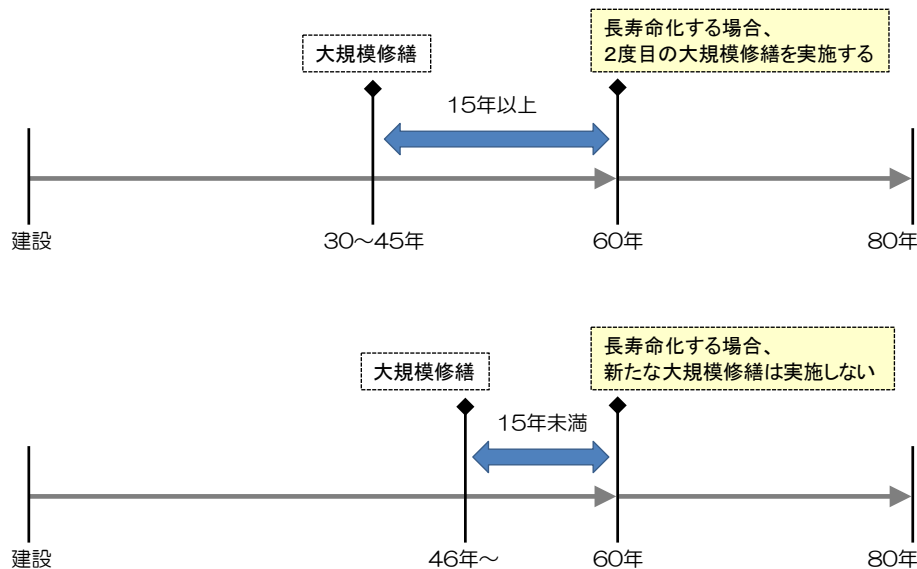 長寿命化する場合、
2度目の大規模修繕を実施する
大規模修繕
15年以上
建設
30～45年
60年
80年
長寿命化する場合、
新たな大規模修繕は実施しない
大規模修繕
15年未満
建設
46年～
60年
80年